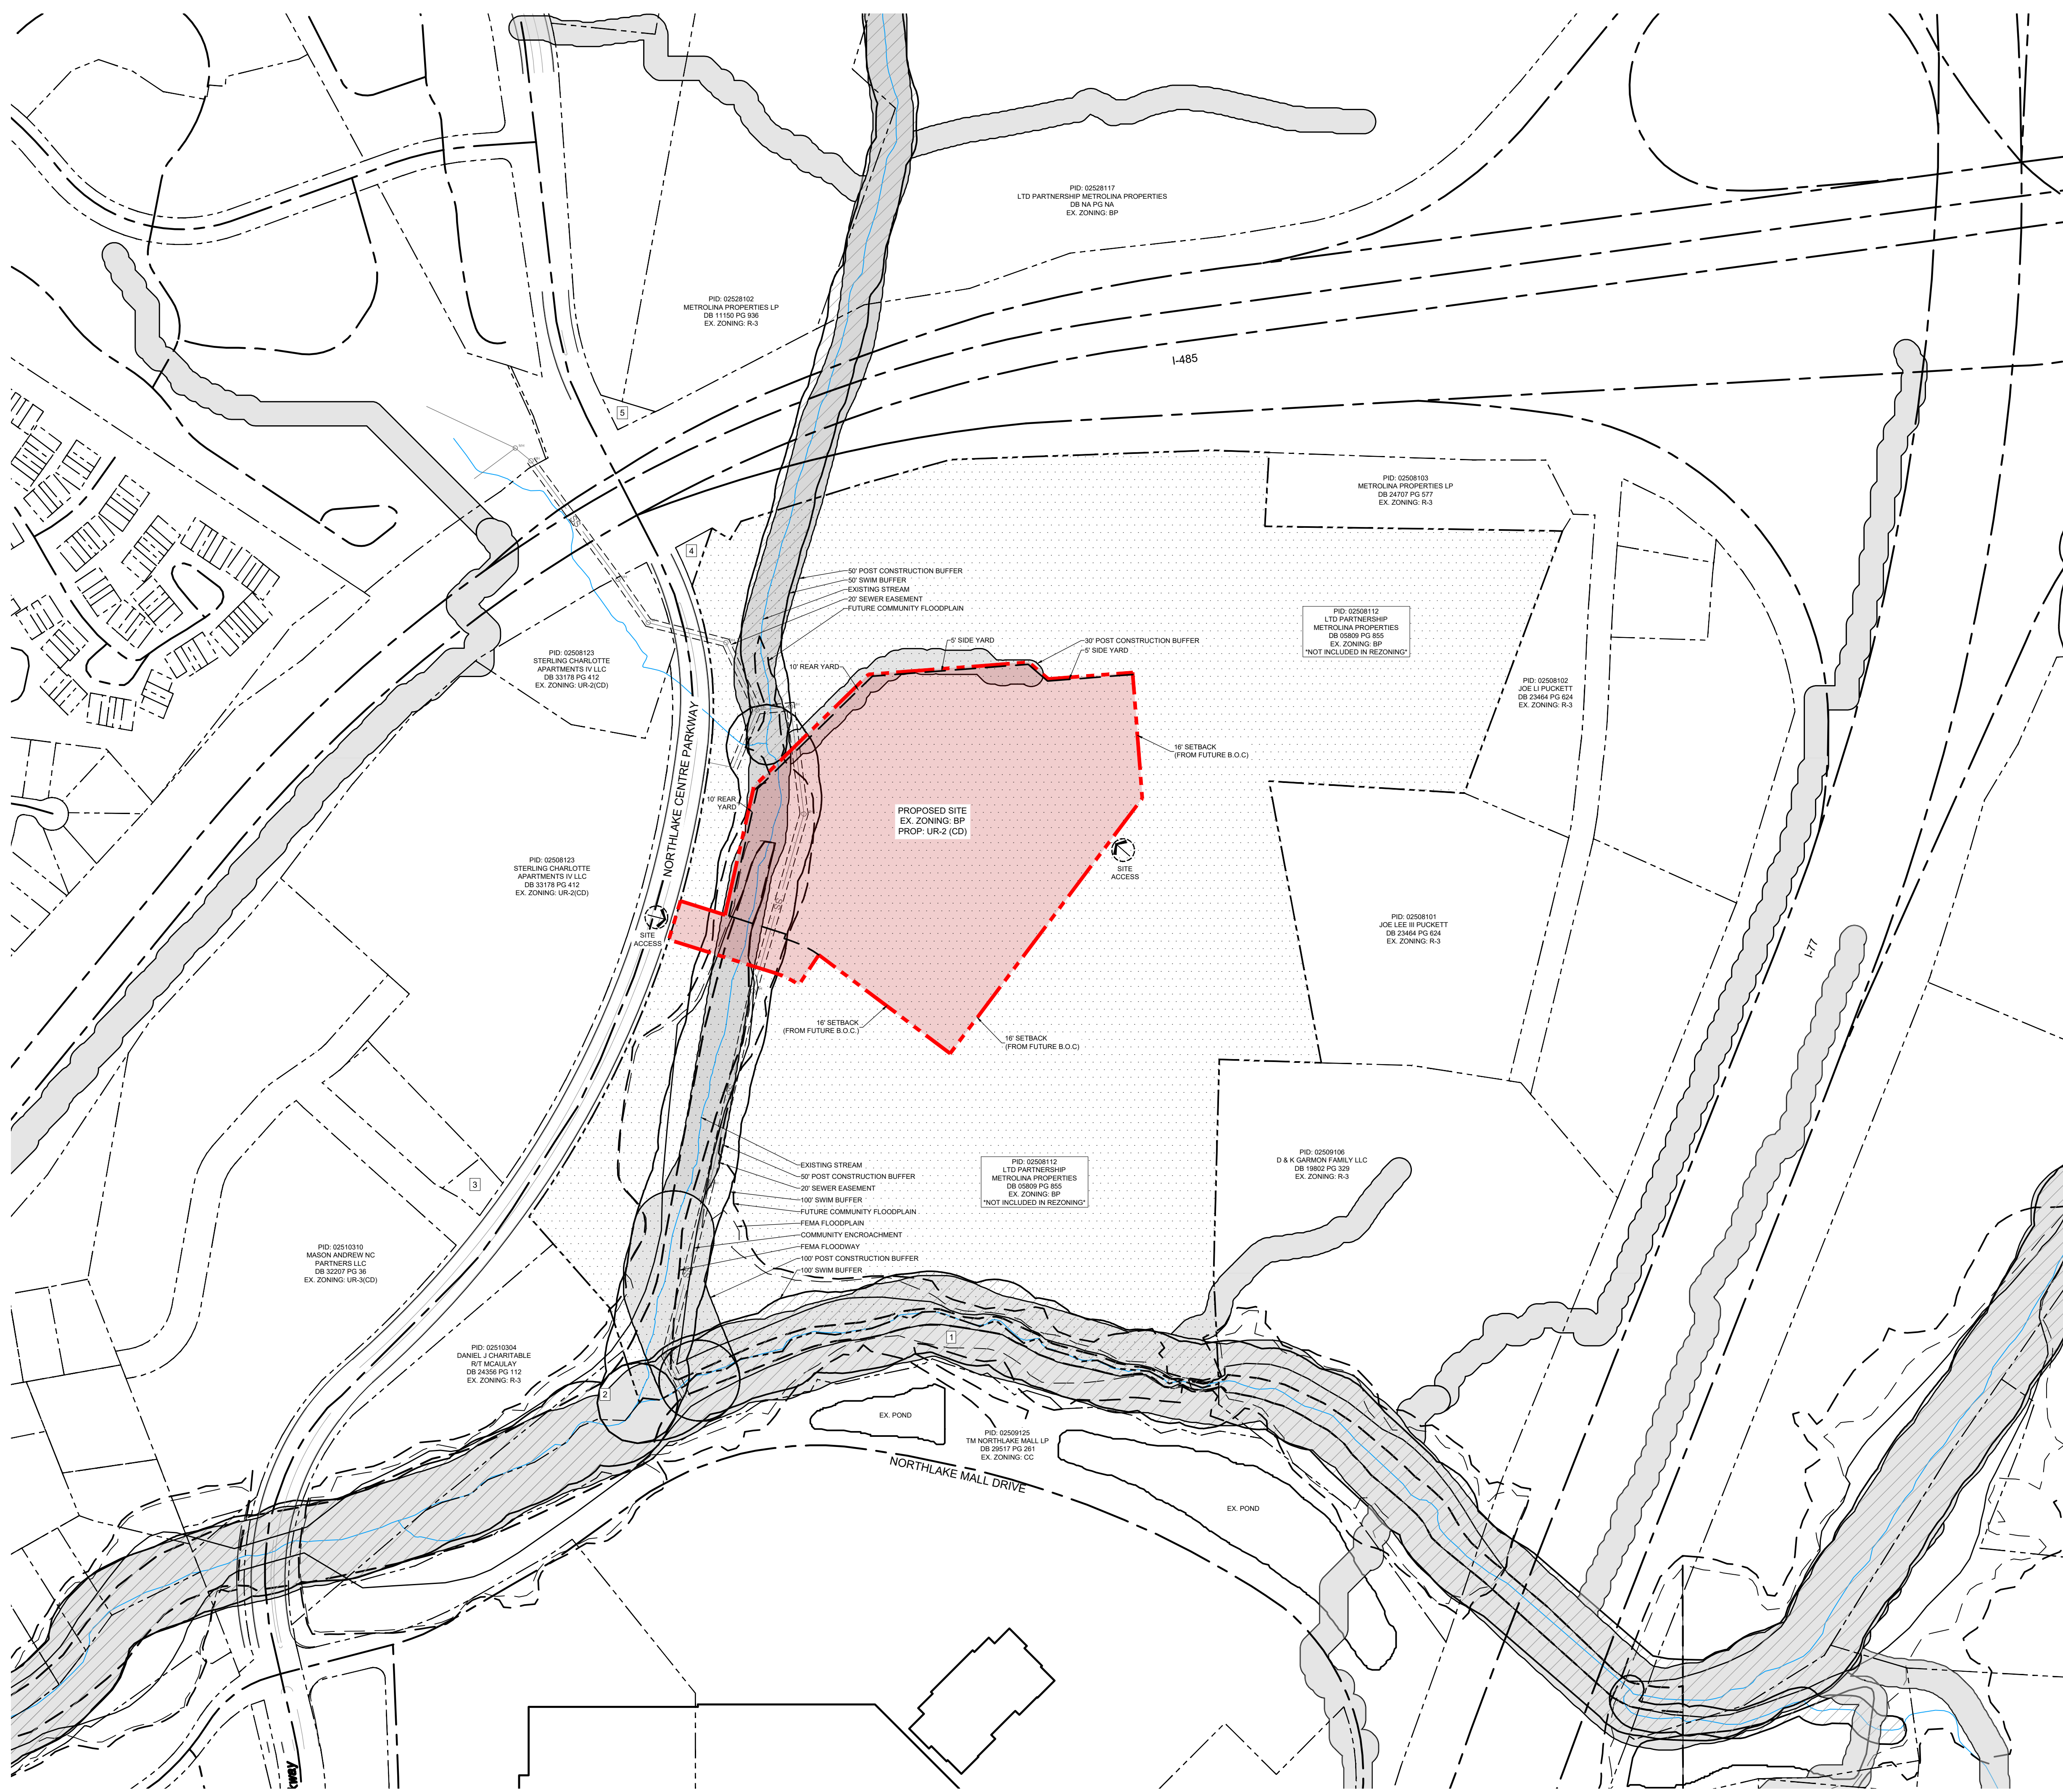 PID: 02528117
LTD PARTNERSHIP METROLINA PROPERTIES
DB NA PG NA
EX. ZONING: BP
PID: 02528102
METROLINA PROPERTIES LP
DB 11150 PG 936
EX. ZONING: R-3
I-485
5
PID: 02508103
METROLINA PROPERTIES LP
DB 24707 PG 577
EX. ZONING: R-3
4
50' POST CONSTRUCTION BUFFER
50' SWIM BUFFER
EXISTING STREAM
20' SEWER EASEMENT
FUTURE COMMUNITY FLOODPLAIN
PID: 02508112
LTD PARTNERSHIP
METROLINA PROPERTIES
DB 05809 PG 855
EX. ZONING: BP
*NOT INCLUDED IN REZONING*
5' SIDE YARD
30' POST CONSTRUCTION BUFFER
5' SIDE YARD
10' REAR YARD
PID: 02508123
STERLING CHARLOTTE
APARTMENTS IV LLC
DB 33178 PG 412
EX. ZONING: UR-2(CD)
PID: 02508102
JOE LI PUCKETT
DB 23464 PG 624
EX. ZONING: R-3
NORTHLAKE CENTRE PARKWAY
16' SETBACK
(FROM FUTURE B.O.C)
10' REAR
YARD
PROPOSED SITE
EX. ZONING: BP
PROP: UR-2 (CD)
SITE
ACCESS
PID: 02508123
STERLING CHARLOTTE
APARTMENTS IV LLC
DB 33178 PG 412
EX. ZONING: UR-2(CD)
SITE
ACCESS
PID: 02508101
JOE LEE III PUCKETT
DB 23464 PG 624
EX. ZONING: R-3
I-77
16' SETBACK
(FROM FUTURE B.O.C.)
16' SETBACK
(FROM FUTURE B.O.C)
3
EXISTING STREAM
50' POST CONSTRUCTION BUFFER
20' SEWER EASEMENT
100' SWIM BUFFER
FUTURE COMMUNITY FLOODPLAIN
FEMA FLOODPLAIN
COMMUNITY ENCROACHMENT
FEMA FLOODWAY
100' POST CONSTRUCTION BUFFER
100' SWIM BUFFER
PID: 02508112
LTD PARTNERSHIP
METROLINA PROPERTIES
DB 05809 PG 855
EX. ZONING: BP
*NOT INCLUDED IN REZONING*
PID: 02509106
D & K GARMON FAMILY LLC
DB 19802 PG 329
EX. ZONING: R-3
PID: 02510310
MASON ANDREW NC
PARTNERS LLC
DB 32207 PG 36
EX. ZONING: UR-3(CD)
1
PID: 02510304
DANIEL J CHARITABLE
R/T MCAULAY
DB 24356 PG 112
EX. ZONING: R-3
2
EX. POND
PID: 02509125
TM NORTHLAKE MALL LP
DB 29517 PG 261
EX. ZONING: CC
NORTHLAKE MALL DRIVE
EX. POND
kway